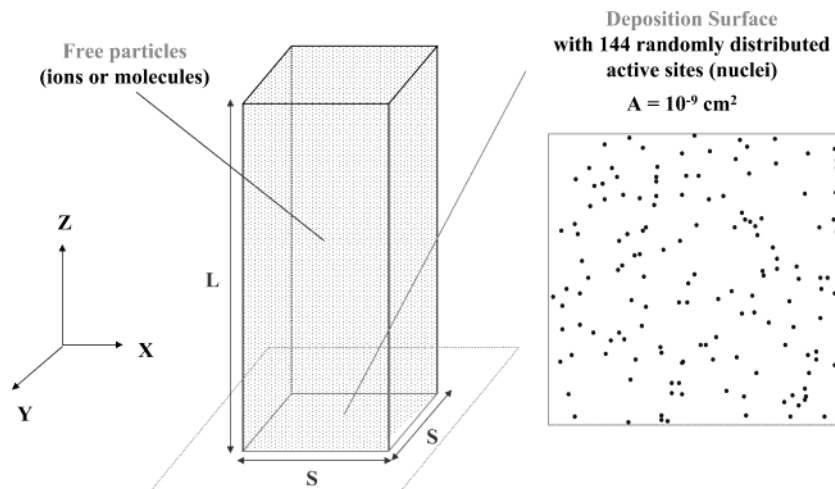 Free particles
(ions or molecules)
Deposition Surface
with 144 randomly distributed
active sites (nuclei)
A = 10⁻⁹ cm²
Z
X
Y
L
S
S